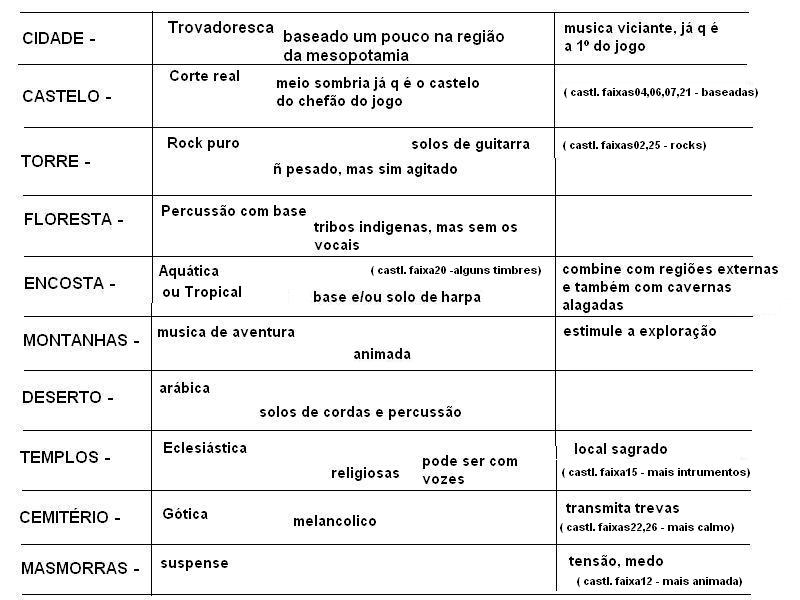 CIDADE -
Trovadoresca
baseado um pouco na região
da mesopotamia
musica viciante, já q é
a 1º do jogo
CASTELO -
Corte real
meio sombria já q é o castelo
do chefão do jogo
( castl. faixas04,06,07,21 - baseadas)
TORRE -
Rock puro
solos de guitarra
ñ pesado, mas sim agitado
( castl. faixas02,25 - rocks)
FLORESTA -
Percussão com base
tribos indigenas, mas sem os
vocais
ENCOSTA -
Aquática
ou Tropical
( castl. faixa20 -alguns timbres)
base e/ou solo de harpa
combine com regiões externas
e também com cavernas
alagadas
MONTANHAS -
musica de aventura
animada
estimule a exploração
DESERTO -
arábica
solos de cordas e percussão
TEMPLOS -
Eclesiástica
religiosas
pode ser com
vozes
local sagrado
( castl. faixa15 - mais intrumentos)
CEMITÉRIO -
Gótica
melancolico
transmita trevas
( castl. faixas22,26 - mais calmo)
MASMORRAS -
suspense
tensão, medo
( castl. faixa12 - mais animada)